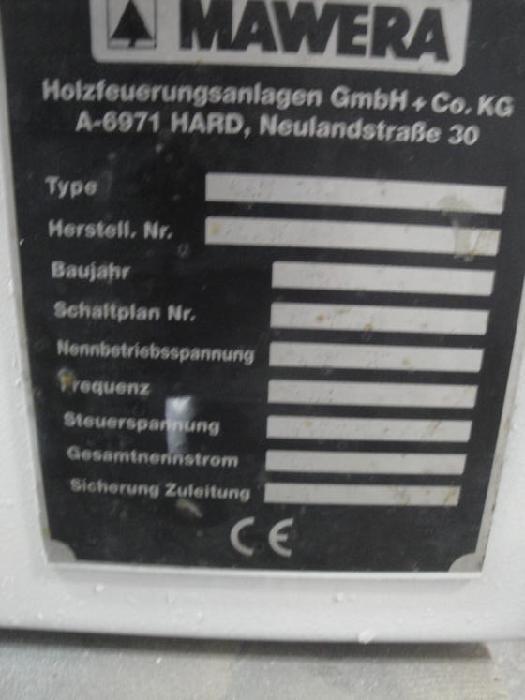 MAWERA
Holzfeuerungsanlagen GmbH + Co. KG
A-6971 HARD, Neulandstraße 30
Type
Herstell. Nr.
Baujahr
Schaltplan Nr.
Nennbetriebsspannung
Frequenz
Steuerspannung
Gesamtnennstrom
Sicherung Zuleitung
CE